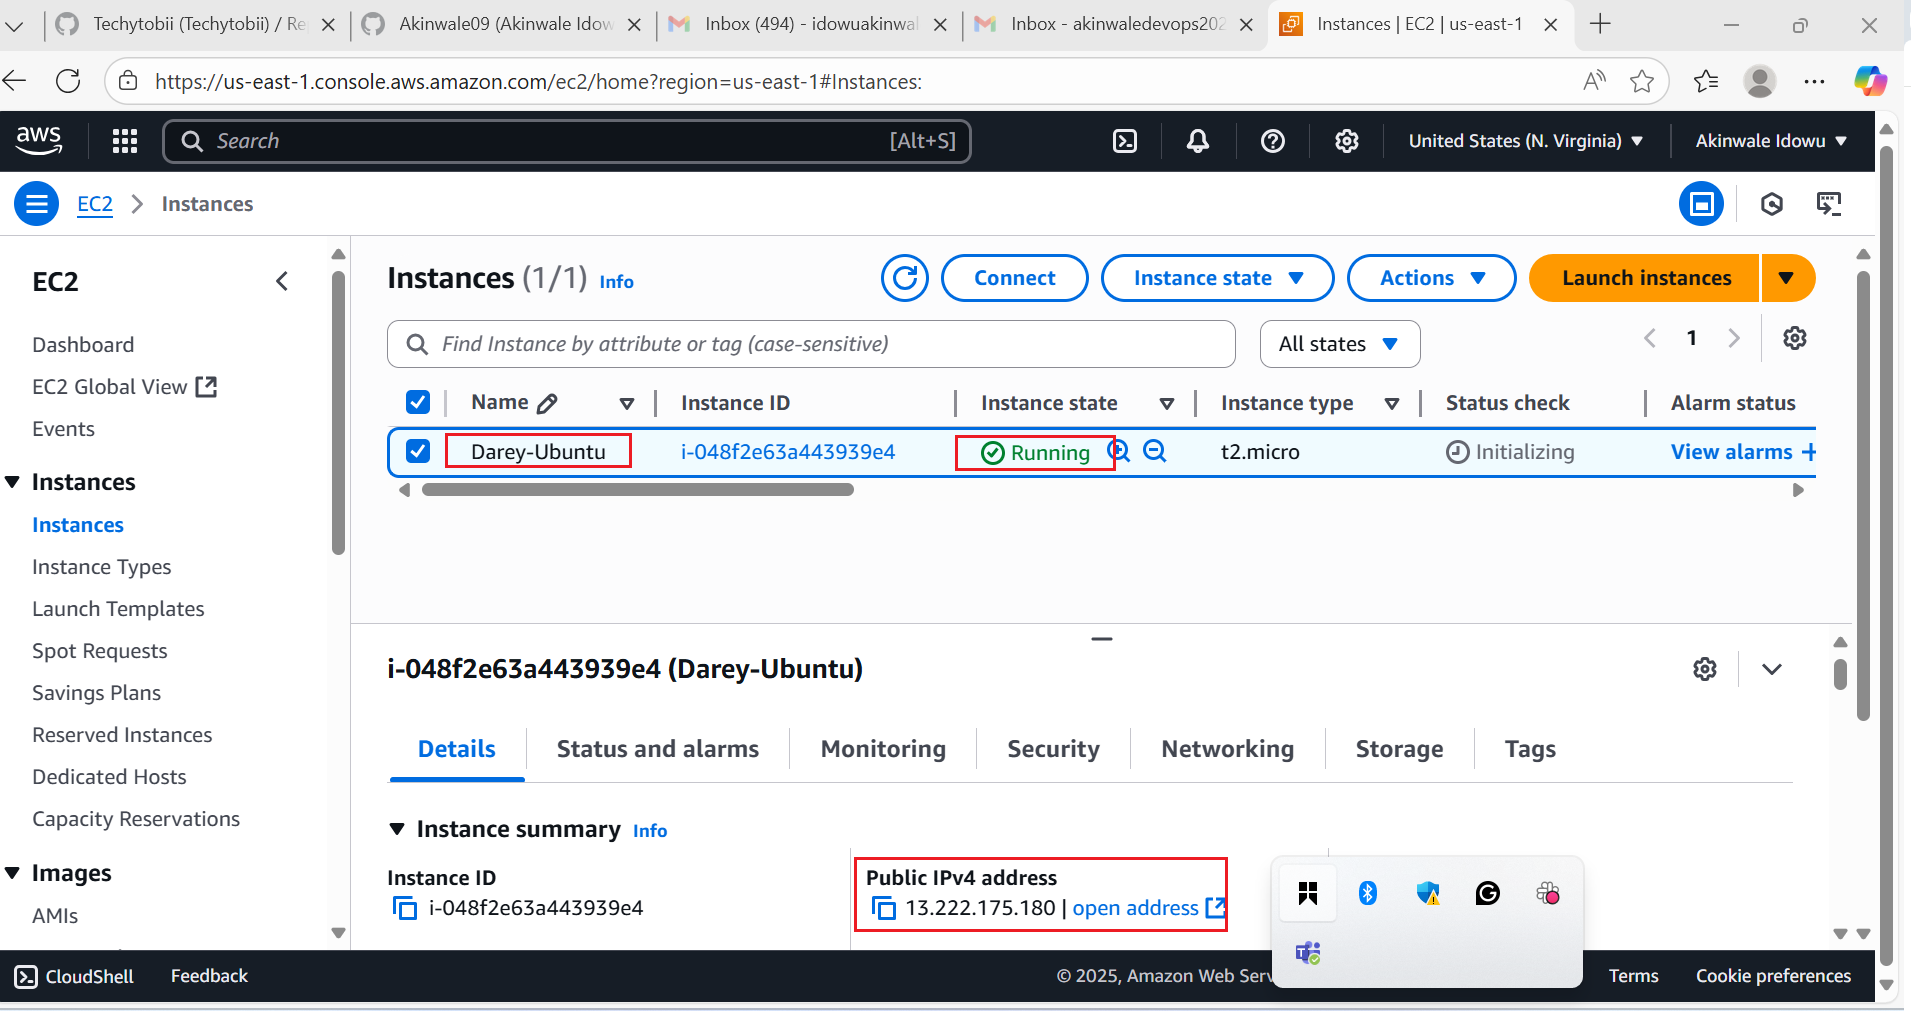 Techytobii (Techytobii) / Re
Akinwale09 (Akinwale Idow
Inbox (494) - idowuakinwal
Inbox - akinwaledevops202
Instances | EC2 | us-east-1
https://us-east-1.console.aws.amazon.com/ec2/home?region=us-east-1#Instances:
aws
Search
[Alt+S]
United States (N. Virginia)
Akinwale Idowu
EC2
Instances
EC2
Dashboard
EC2 Global View
Events
Instances
Instances
Instance Types
Launch Templates
Spot Requests
Savings Plans
Reserved Instances
Dedicated Hosts
Capacity Reservations
Images
AMIs
Instances (1/1) Info
Connect
Instance state
Actions
Launch instances
Find Instance by attribute or tag (case-sensitive)
All states
1
Name
Instance ID
Instance state
Instance type
Status check
Alarm status
Darey-Ubuntu
i-048f2e63a443939e4
Running
t2.micro
Initializing
View alarms +
i-048f2e63a443939e4 (Darey-Ubuntu)
Details
Status and alarms
Monitoring
Security
Networking
Storage
Tags
Instance summary Info
Instance ID
i-048f2e63a443939e4
Public IPv4 address
13.222.175.180 | open address
CloudShell
Feedback
© 2025, Amazon Web Serv
Terms
Cookie preferences